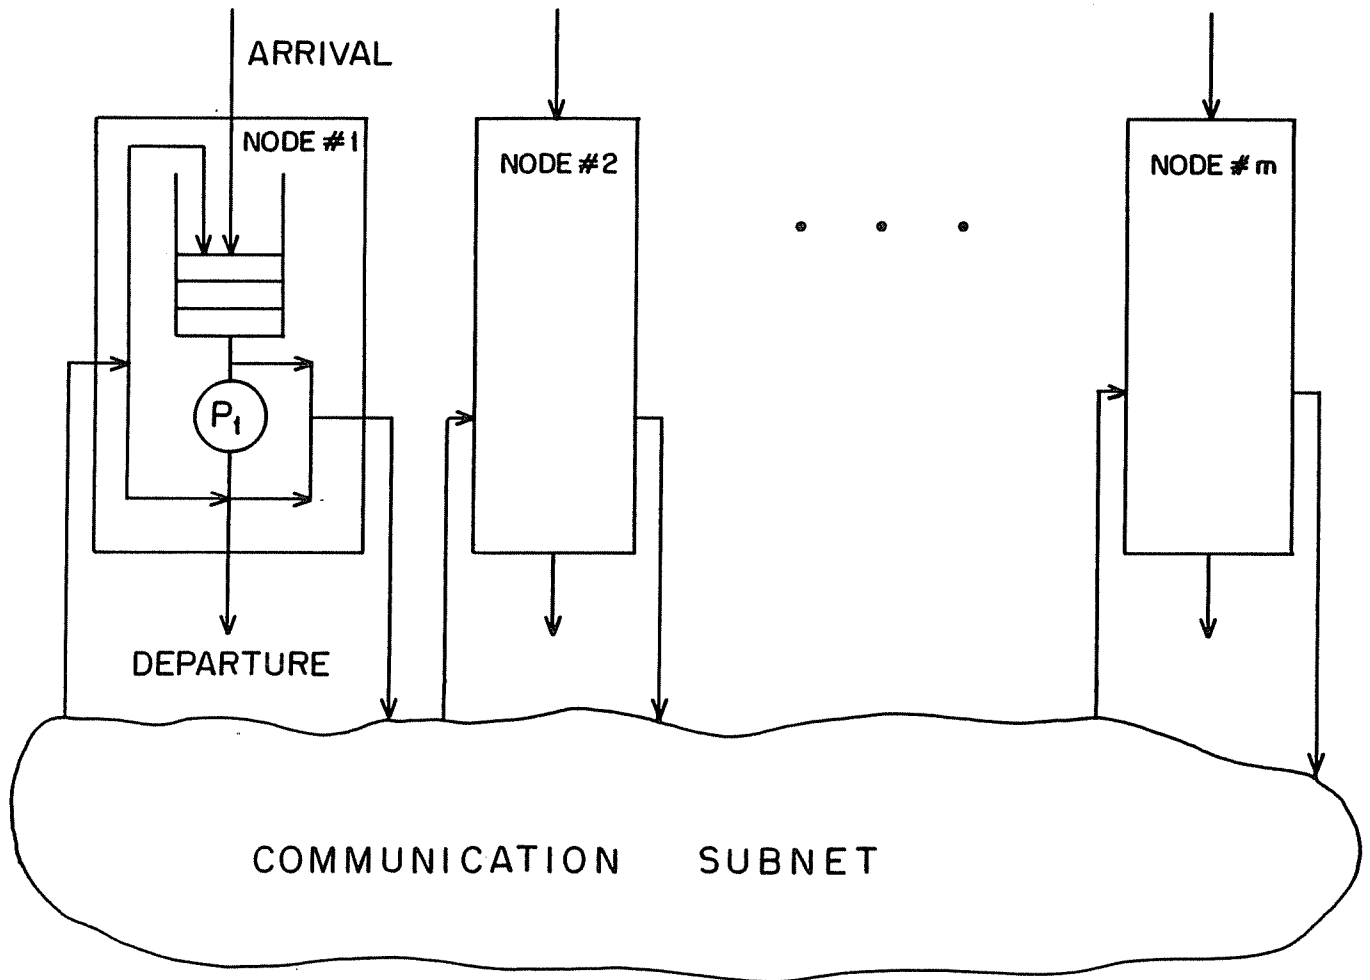 ARRIVAL
NODE #1
NODE #2
NODE #m
P1
DEPARTURE
COMMUNICATION SUBNET